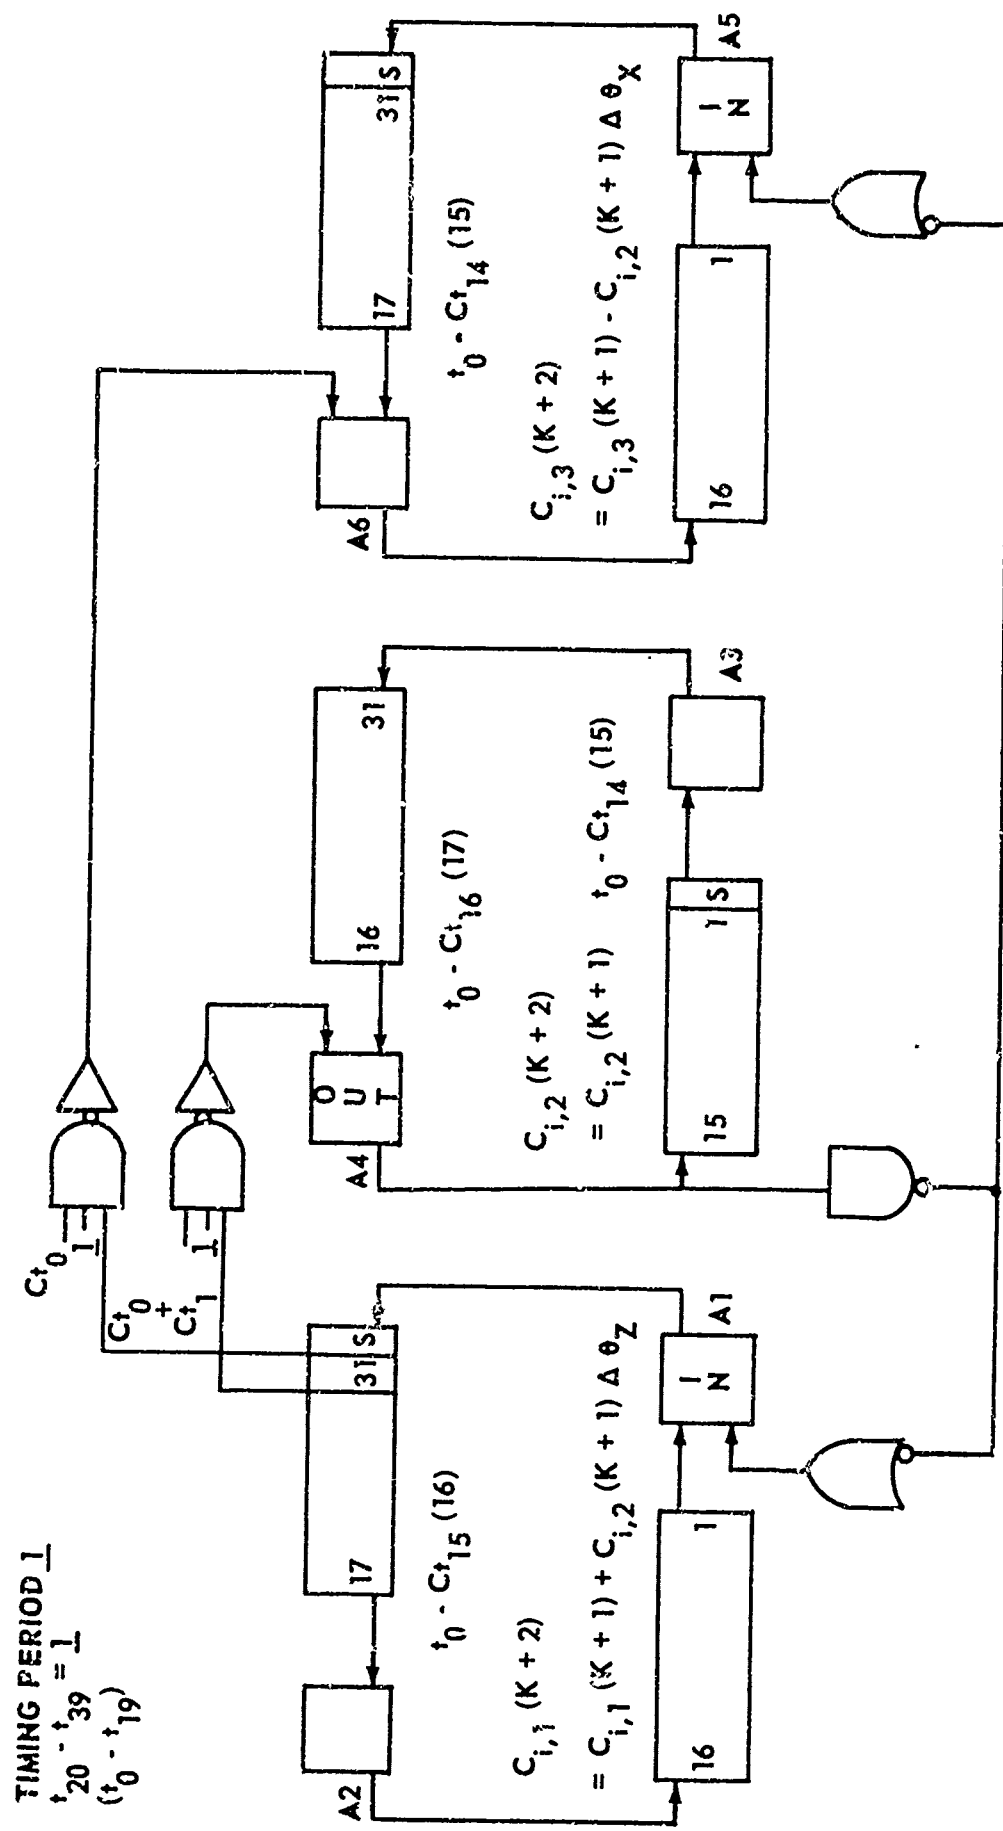 TIMING PERIOD 1
t20 - t39 = 1
(t0 - t19)
Ct0
1
Ct0 + Ct1
1
A2
17
31
S
t0 - Ct15 (16)
Ci,1 (K + 2)
= Ci,1 (K + 1) + Ci,2 (K + 1) Δ θZ
16
1
IN
A1
A4
OUT
16
31
t0 - Ct16 (17)
Ci,2 (K + 2)
= Ci,2 (K + 1)
t0 - Ct14 (15)
15
1
S
A3
A6
17
31
S
t0 - Ct14 (15)
Ci,3 (K + 2)
= Ci,3 (K + 1) - Ci,2 (K + 1) Δ θX
16
1
IN
A5